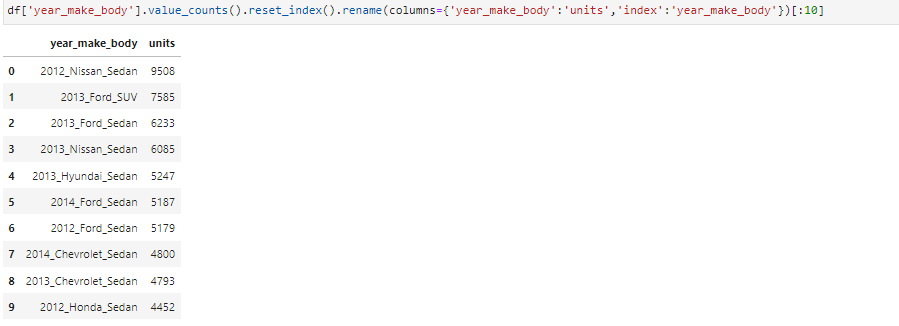 df['year_make_body'].value_counts().reset_index().rename(columns={'year_make_body':'units','index':'year_make_body'})[:10]
year_make_body units
0 2012_Nissan_Sedan 9508
1 2013_Ford_SUV 7585
2 2013_Ford_Sedan 6233
3 2013_Nissan_Sedan 6085
4 2013_Hyundai_Sedan 5247
5 2014_Ford_Sedan 5187
6 2012_Ford_Sedan 5179
7 2014_Chevrolet_Sedan 4800
8 2013_Chevrolet_Sedan 4793
9 2012_Honda_Sedan 4452